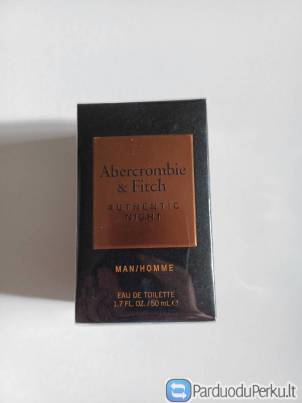 Abercrombie
& Fitch
AUTHENTIC
NIGHT
MAN/HOMME
EAU DE TOILETTE
1.7 FL. OZ. / 50 mL ℮
ParduoduPerku.lt